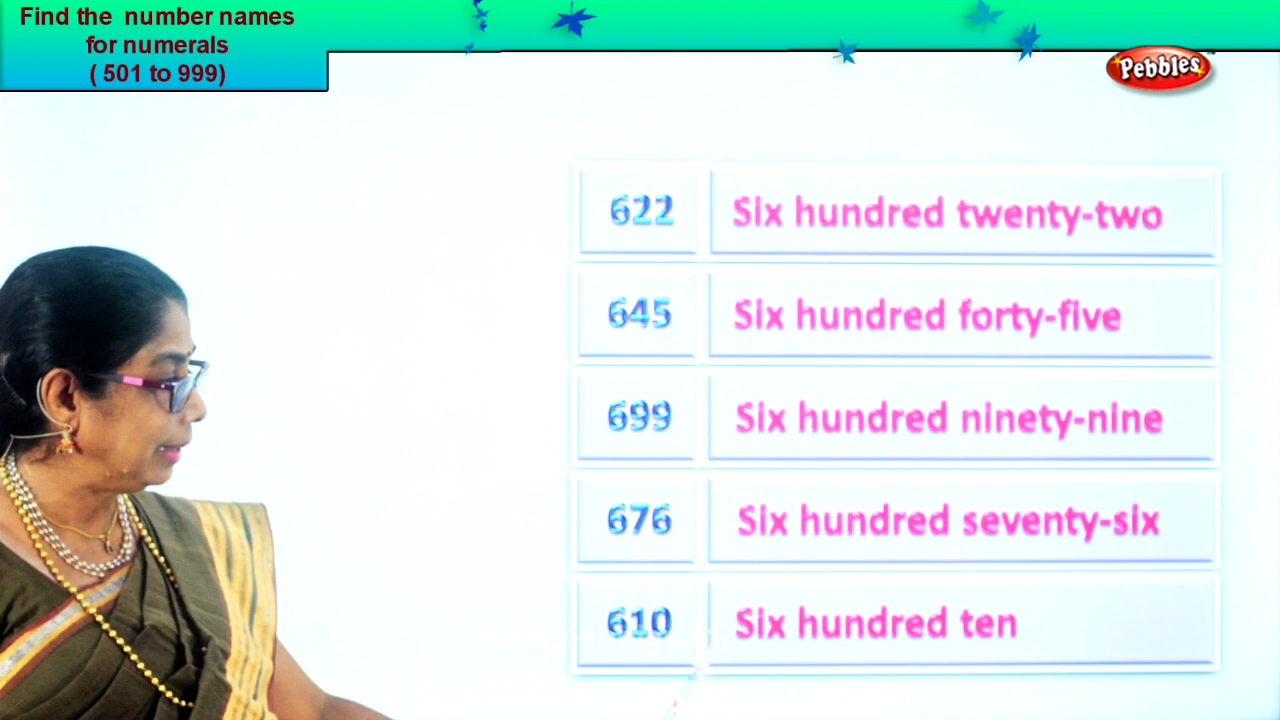 Find the number names
for numerals
( 501 to 999)
Pebbles
622 Six hundred twenty-two
645 Six hundred forty-five
699 Six hundred ninety-nine
676 Six hundred seventy-six
610 Six hundred ten